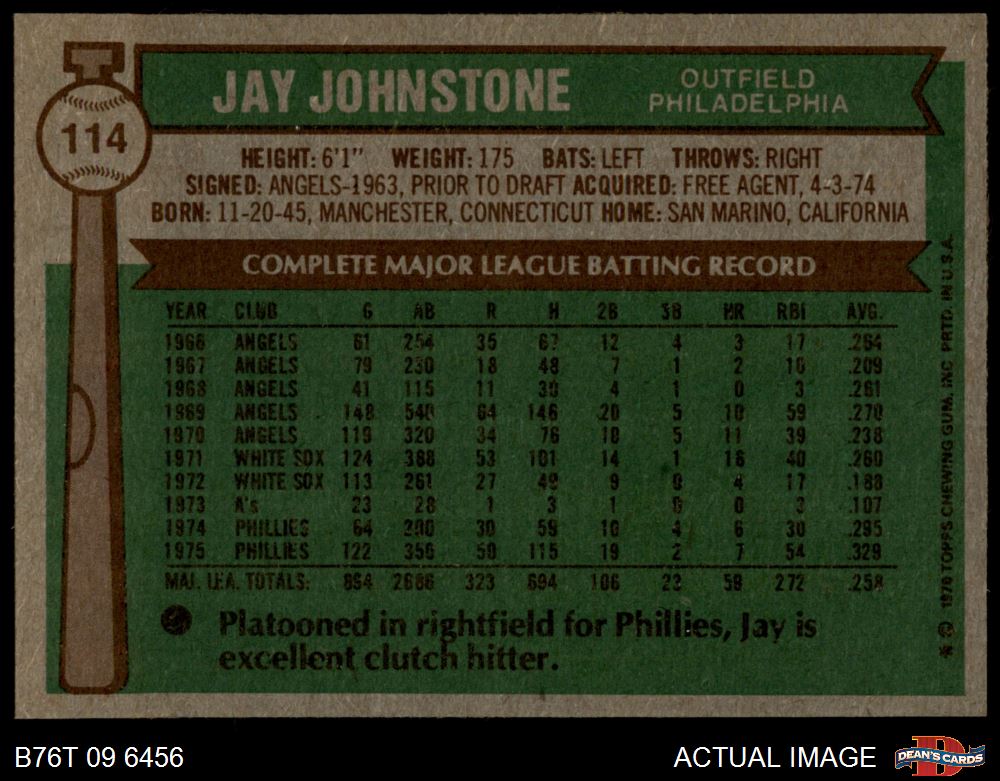 114
JAY JOHNSTONE
OUTFIELD
PHILADELPHIA
HEIGHT: 6'1" WEIGHT: 175 BATS: LEFT THROWS: RIGHT
SIGNED: ANGELS-1963, PRIOR TO DRAFT ACQUIRED: FREE AGENT, 4-3-74
BORN: 11-20-45, MANCHESTER, CONNECTICUT HOME: SAN MARINO, CALIFORNIA
COMPLETE MAJOR LEAGUE BATTING RECORD
YEAR CLUB G AB R H 2B 3B HR RBI AVG.
1966 ANGELS 61 254 35 67 12 4 3 17 .264
1967 ANGELS 79 230 18 48 7 1 2 10 .209
1968 ANGELS 41 115 11 30 4 1 0 3 .261
1969 ANGELS 148 540 64 146 20 5 10 59 .270
1970 ANGELS 119 320 34 76 10 5 11 39 .238
1971 WHITE SOX 124 388 53 101 14 1 16 40 .260
1972 WHITE SOX 113 261 27 49 9 0 4 17 .188
1973 A's 23 28 1 3 1 0 0 3 .107
1974 PHILLIES 64 200 30 59 10 4 6 30 .295
1975 PHILLIES 122 350 50 115 19 2 7 54 .329
MAJ. LEA. TOTALS: 894 2686 323 694 106 23 59 272 .258
Platooned in rightfield for Phillies, Jay is
excellent clutch hitter.
* © 1976 TOPPS CHEWING GUM, INC. PRTD. IN U.S.A.
B76T 09 6456
ACTUAL IMAGE
DEAN'S CARDS